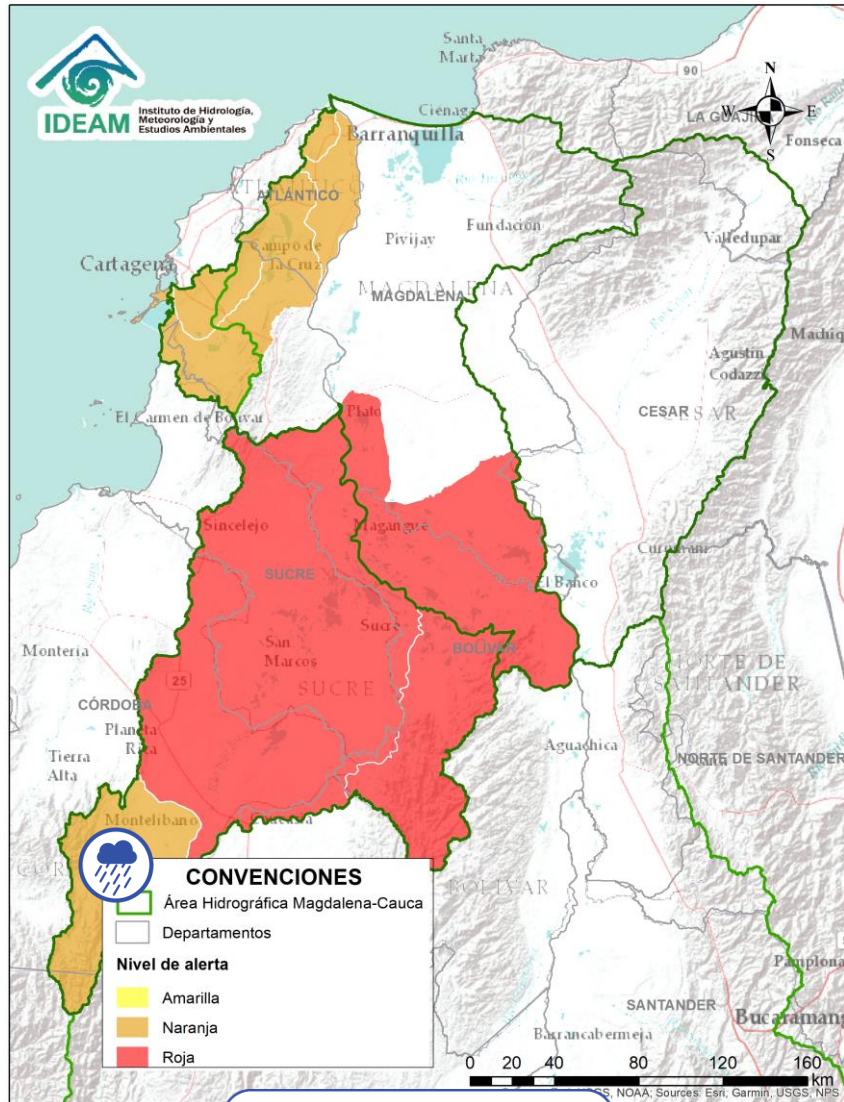 IDEAM
Instituto de Hidrología,
Meteorología y
Estudios Ambientales
Santa
Marta
90
N
W
E
S
Ciénaga
LA GUAJIRA
Barranquilla
Fonseca
ATLÁNTICO
Fundación
Pivijay
Valledupar
Campo de
la Cruz
Cartagena
MAGDALENA
MAGDALENA
Agustín
Codazzi
El Carmen de Bolívar
Plato
CESAR
CESAR
Sincelejo
Magangué
Curumaní
SUCRE
El Banco
Sucre
Montería
San
Marcos
BOLÍVAR
25
SUCRE
NORTE DE
SANTANDER
CÓRDOBA
Planeta
Rica
Aguachica
Tierra
Alta
NORTE DE SANTANDER
Montelíbano
CONVENCIONES
Área Hidrográfica Magdalena-Cauca
Departamentos
BOLÍVAR
Nivel de alerta
Amarilla
Naranja
Roja
Pamplona
SANTANDER
Barrancabermeja
0 20 40 80 120 160
km
NOAA; Sources: Esri, Garmin, USGS, NPS